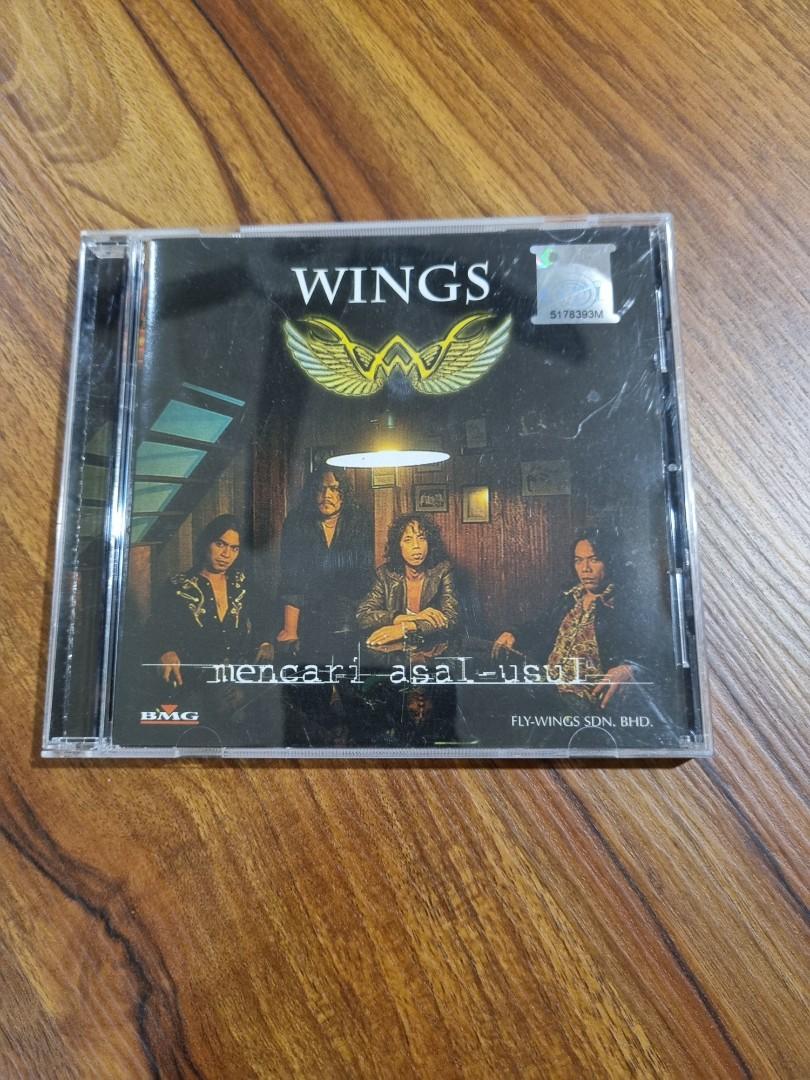 WINGS
5178393M
mencari asal-usul
BMG
FLY-WINGS SDN. BHD.